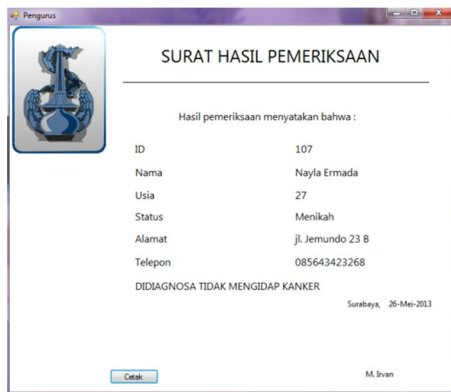 Pengurus
SURAT HASIL PEMERIKSAAN
Hasil pemeriksaan menyatakan bahwa :
ID 107
Nama Nayla Ermada
Usia 27
Status Menikah
Alamat jl. Jemundo 23 B
Telepon 085643423268
DIDIAGNOSA TIDAK MENGIDAP KANKER
Surabaya, 26-Mei-2013
Cetak M. Irvan